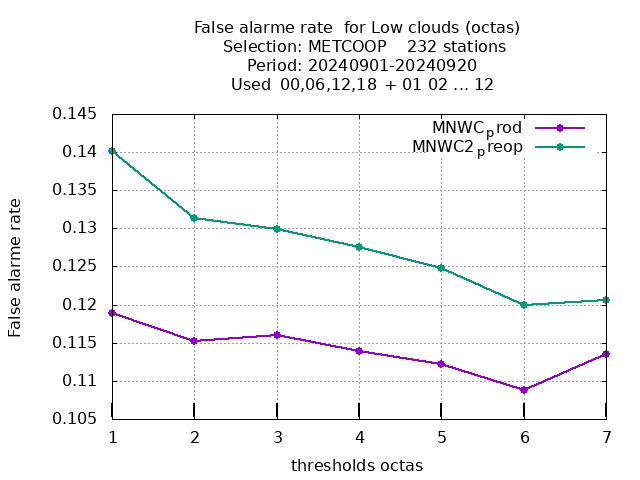 False alarme rate  for Low clouds (octas)
Selection: METCOOP    232 stations
Period: 20240901-20240920
Used  00,06,12,18  + 01 02 ... 12
MNWCprod
MNWC2preop
0.145
0.14
0.135
0.13
0.125
0.12
0.115
0.11
0.105
False alarme rate
1 2 3 4 5 6 7
thresholds octas